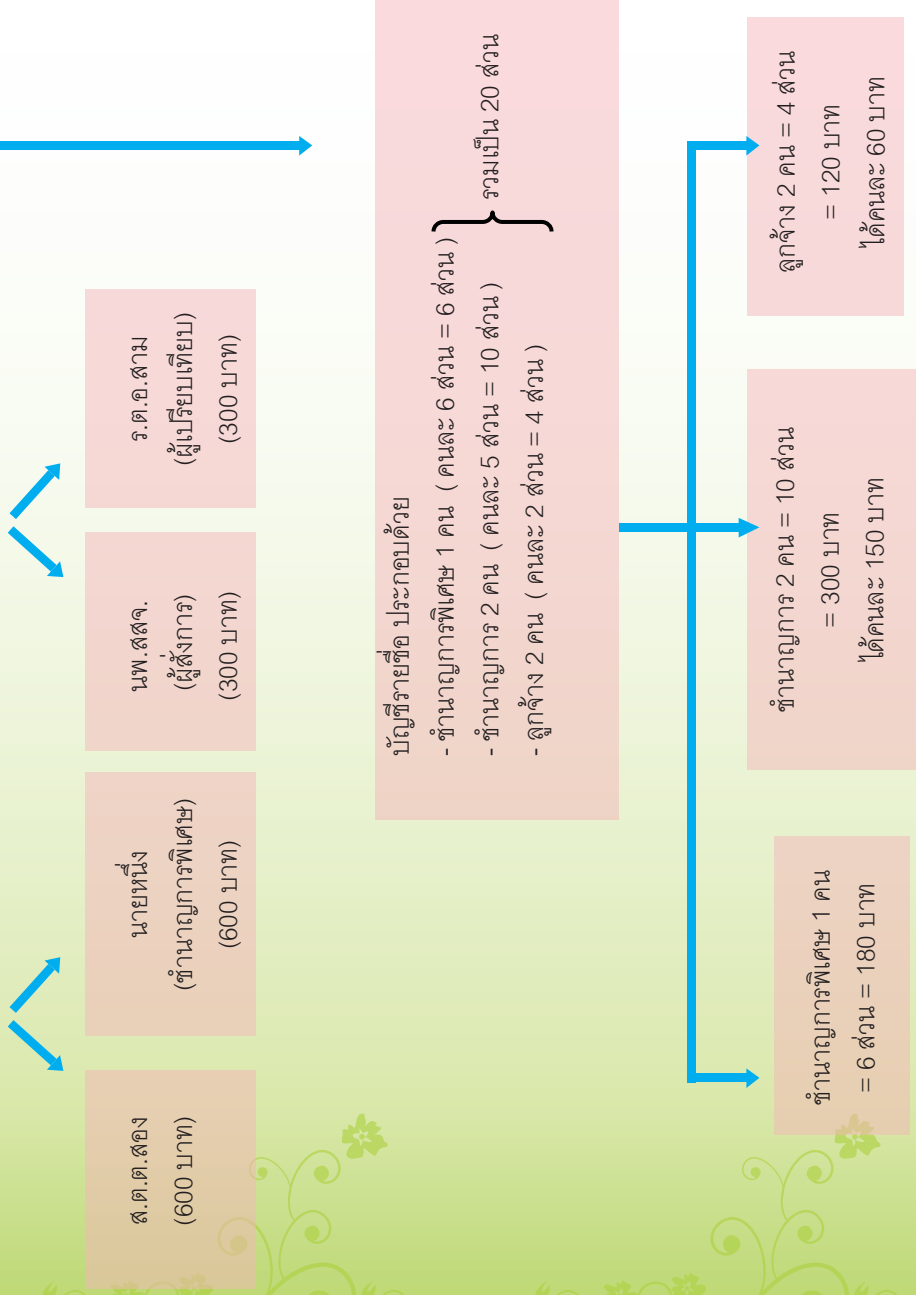 ส.ต.ต.สอง
(600 บาท)
นายหนึ่ง
(ชำนาญการพิเศษ)
(600 บาท)
นพ.สสจ.
(ผู้สั่งการ)
(300 บาท)
ร.ต.อ.สาม
(ผู้เปรียบเทียบ)
(300 บาท)
บัญชีรายชื่อ ประกอบด้วย
- ชำนาญการพิเศษ 1 คน ( คนละ 6 ส่วน = 6 ส่วน )
- ชำนาญการ 2 คน ( คนละ 5 ส่วน = 10 ส่วน )
- ลูกจ้าง 2 คน ( คนละ 2 ส่วน = 4 ส่วน )
รวมเป็น 20 ส่วน
ชำนาญการพิเศษ 1 คน
= 6 ส่วน = 180 บาท
ชำนาญการ 2 คน = 10 ส่วน
= 300 บาท
ได้คนละ 150 บาท
ลูกจ้าง 2 คน = 4 ส่วน
= 120 บาท
ได้คนละ 60 บาท